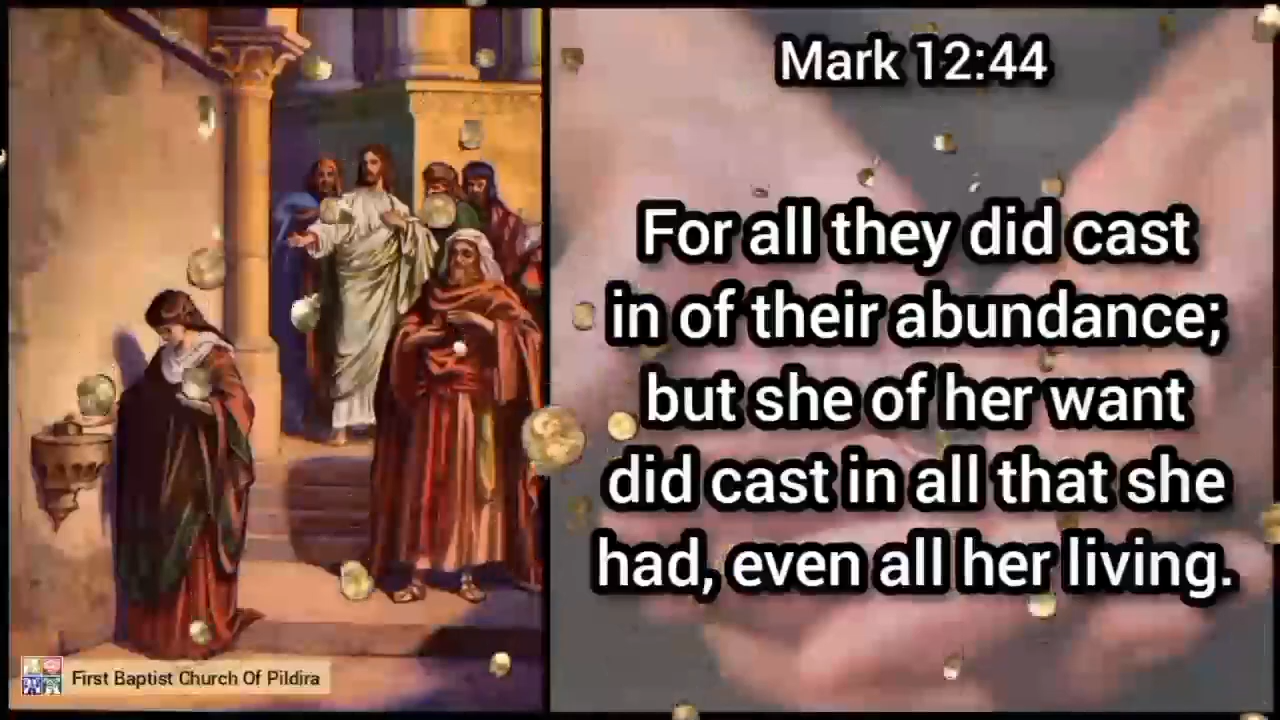 Mark 12:44
For all they did cast
in of their abundance;
but she of her want
did cast in all that she
had, even all her living.
First Baptist Church Of Pildira